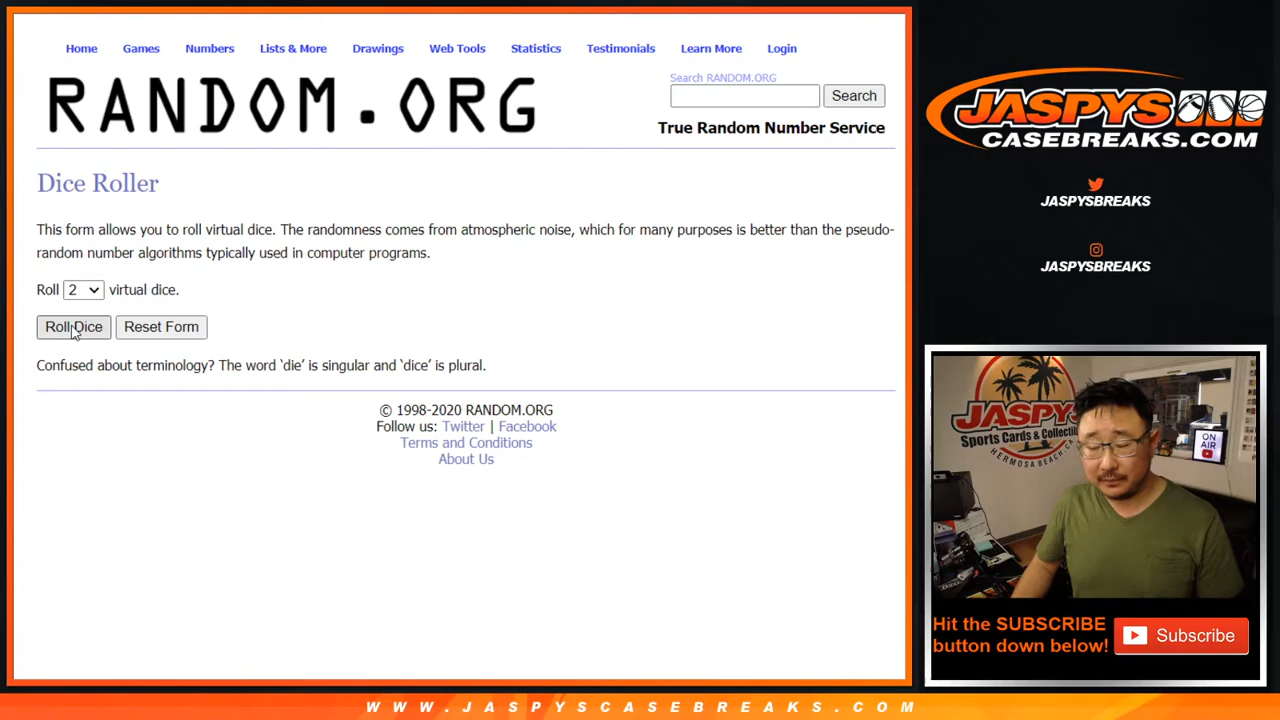 Home Games Numbers Lists & More Drawings Web Tools Statistics Testimonials Learn More Login
RANDOM.ORG
Search RANDOM.ORG
Search
True Random Number Service
Dice Roller
This form allows you to roll virtual dice. The randomness comes from atmospheric noise, which for many purposes is better than the pseudo-
random number algorithms typically used in computer programs.
Roll 2 virtual dice.
Roll Dice Reset Form
Confused about terminology? The word ‘die’ is singular and ‘dice’ is plural.
© 1998-2020 RANDOM.ORG
Follow us: Twitter | Facebook
Terms and Conditions
About Us
JASPYS
CASEBREAKS.COM
JASPYSBREAKS
JASPYSBREAKS
JASPYS
Sports Cards & Collectib
HERMOSA BEACH, CA
ON AIR
Hit the SUBSCRIBE
button down below!
Subscribe
WWW.JASPYSCASEBREAKS.COM